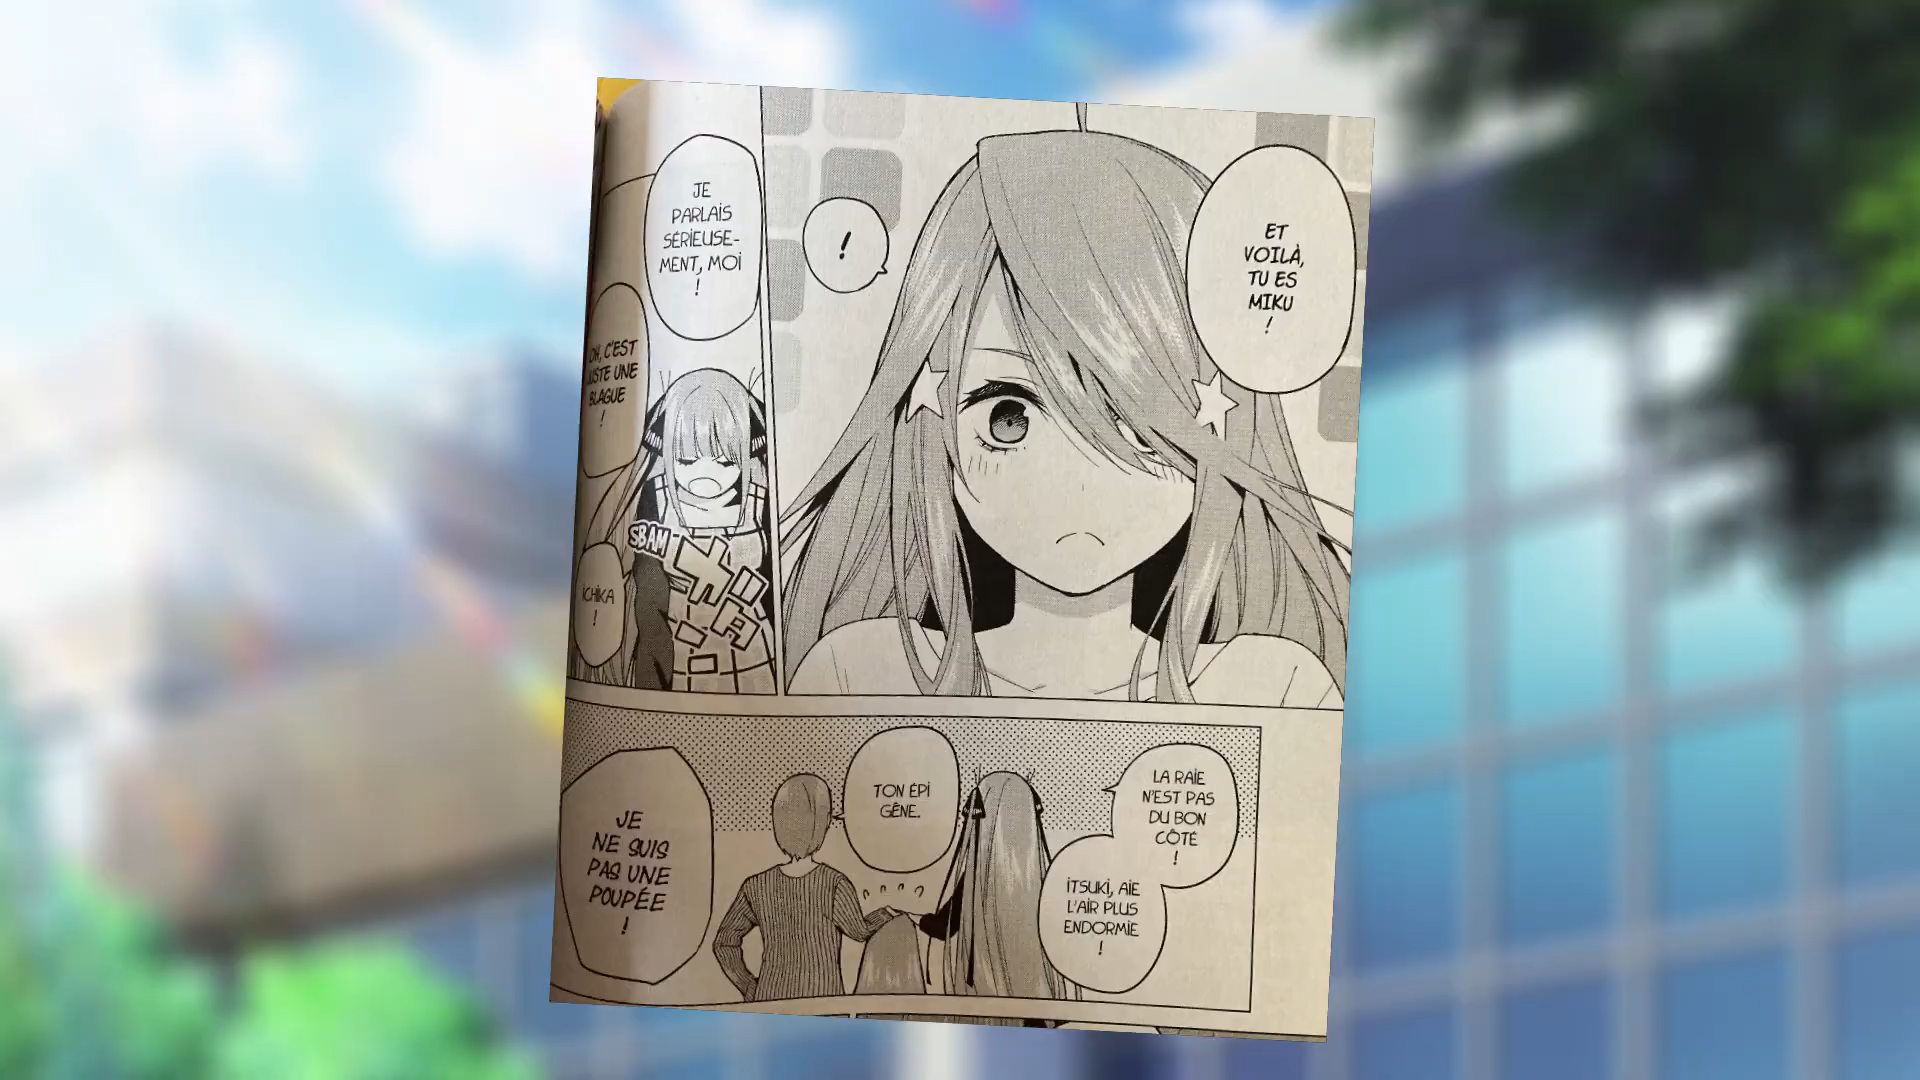 ET
VOILÀ,
TU ES
MIKU
!
!
JE
PARLAIS
SÉRIEUSE-
MENT, MOI
!
OH, C'EST
JUSTE UNE
BLAGUE
!
SBAM
ICHIKA
!
LA RAIE
N'EST PAS
DU BON
CÔTÉ
!
ITSUKI, AIE
L'AIR PLUS
ENDORMIE
!
TON ÉPI
GÊNE.
JE
NE SUIS
PAS UNE
POUPÉE
!